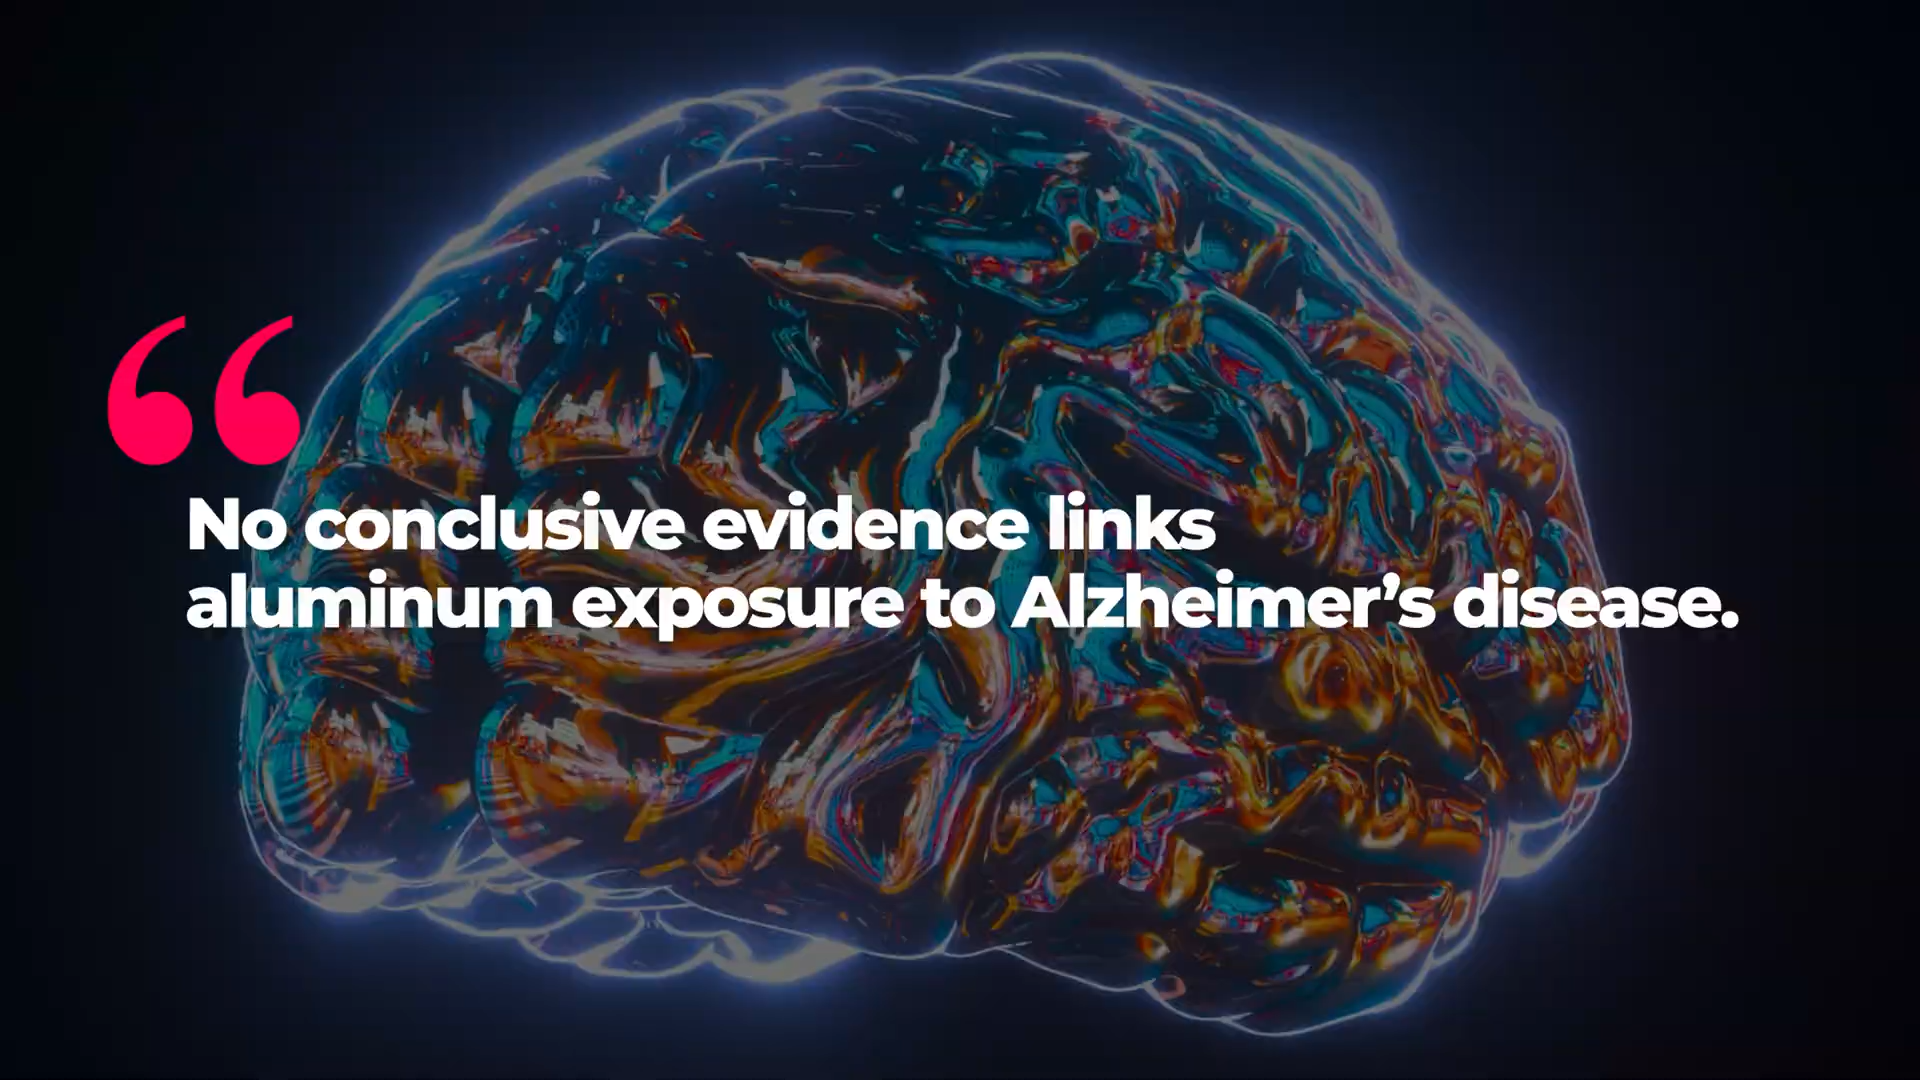 “
No conclusive evidence links
aluminum exposure to Alzheimer’s disease.